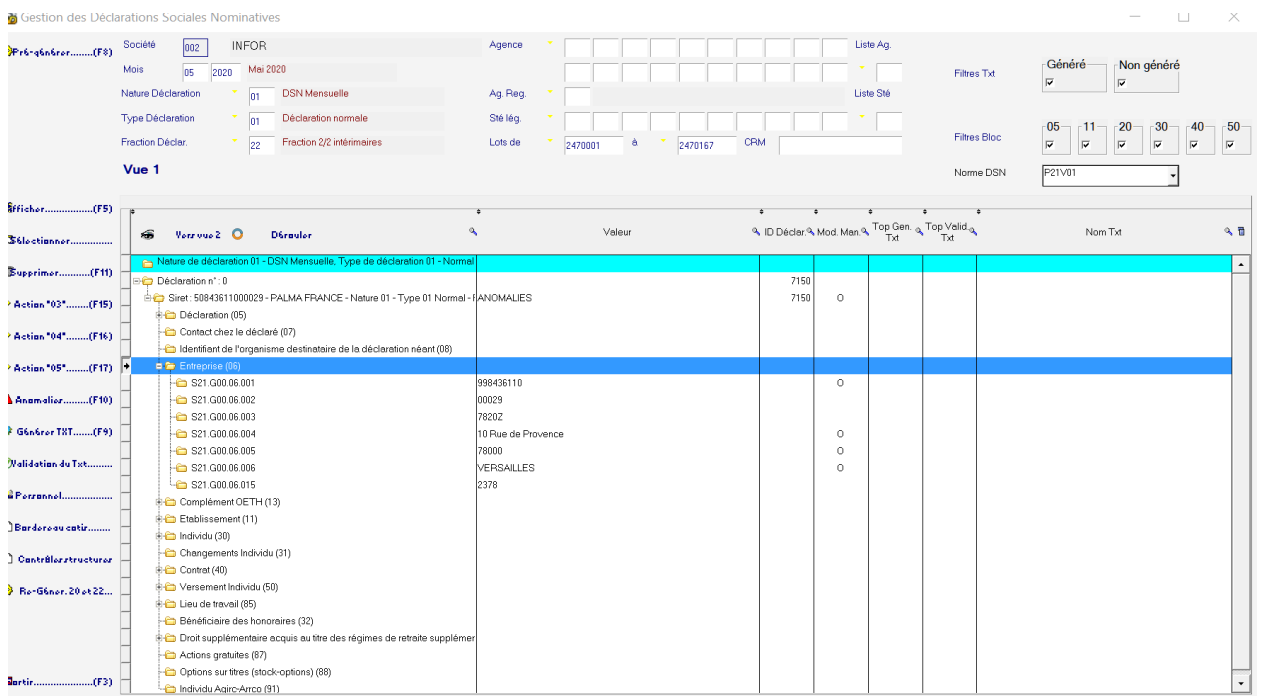 Gestion des Déclarations Sociales Nominatives
Pré-générer........(F8)
Société 002 INFOR Agence Liste Ag.
Mois 05 2020 Mai 2020 Filtres Txt Généré Non généré
Nature Déclaration 01 DSN Mensuelle Ag. Reg. Liste Sté
Type Déclaration 01 Déclaration normale Sté lég.
Fraction Déclar. 22 Fraction 2/2 intérimaires Lots de 2470001 à 2470167 CRM Filtres Bloc 05 11 20 30 40 50
Vue 1 Norme DSN P21V01
Afficher................(F5)
Sélectionner..............
Supprimer..........(F11)
Action "03".......(F15)
Action "04"........(F16)
Action "05"........(F17)
Anomalies.........(F10)
Générer TXT.......(F9)
Validation du Txt.........
Personnel.................
Bordereau cotis........
Contrôles structures
Re-Géner. 20 et 22...
Sortir.....................(F3)
Vers vue 2 Dérouler Valeur ID Déclar. Mod. Man. Top Gen. Txt Top Valid. Txt Nom Txt
Nature de déclaration 01 - DSN Mensuelle, Type de déclaration 01 - Normal
Déclaration n° : 0 7150
Siret : 50843611000029 - PALMA FRANCE - Nature 01 - Type 01 Normal - F ANOMALIES 7150 O
Déclaration (05)
Contact chez le déclaré (07)
Identifiant de l'organisme destinataire de la déclaration néant (08)
Entreprise (06)
S21.G00.06.001 998436110 O
S21.G00.06.002 00029
S21.G00.06.003 7820Z
S21.G00.06.004 10 Rue de Provence O
S21.G00.06.005 78000 O
S21.G00.06.006 VERSAILLES O
S21.G00.06.015 2378
Complément OETH (13)
Etablissement (11)
Individu (30)
Changements Individu (31)
Contrat (40)
Versement Individu (50)
Lieu de travail (85)
Bénéficiaire des honoraires (32)
Droit supplémentaire acquis au titre des régimes de retraite supplémer
Actions gratuites (87)
Options sur titres (stock-options) (88)
Individu Agirc-Arrco (91)